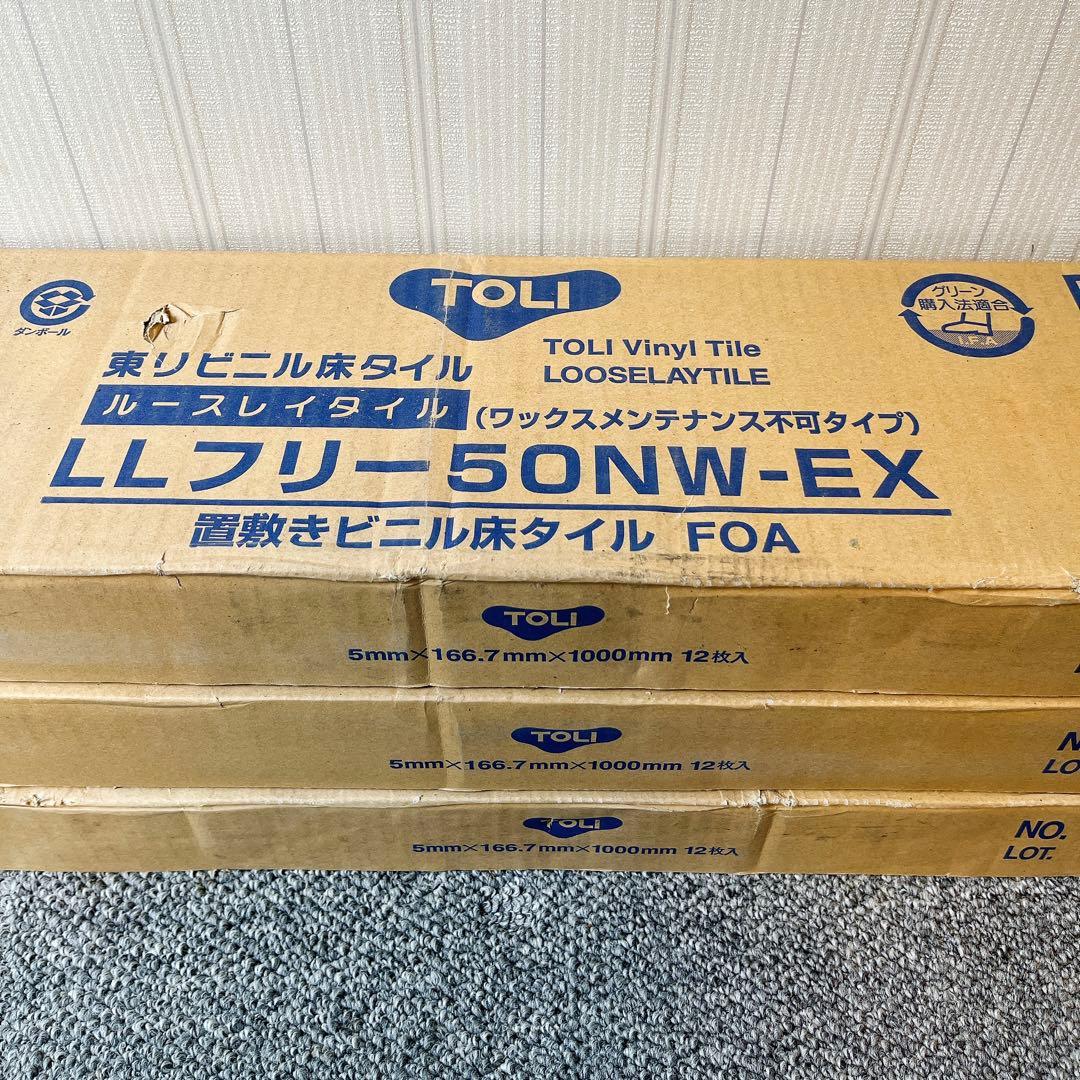 ダンボール
TOLI
グリーン
購入法適合
I.F.A
TOLI Vinyl Tile
LOOSELAYTILE
東リビニル床タイル
ルースレイタイル
(ワックスメンテナンス不可タイプ)
LLフリー50NW-EX
置敷きビニル床タイル FOA
TOLI
5mm×166.7mm×1000mm 12枚入
TOLI
5mm×166.7mm×1000mm 12枚入
LO
TOLI
5mm×166.7mm×1000mm 12枚入
NO.
LOT.